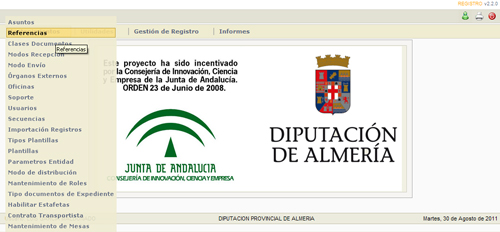 REGISTRO v2.2.0
Gestión de Registro | Informes
Asuntos
Referencias
Clases Documentos
Referencias
Modos Recepción
Modo Envío
Órganos Externos
Oficinas
Soporte
Usuarios
Secuencias
Importación Registros
Tipos Plantillas
Plantillas
Parametros Entidad
Modo de distribución
Mantenimiento de Roles
Tipo documentos de Expediente
Habilitar Estafetas
Contrato Transportista
Mantenimiento de Mesas
Este proyecto ha sido incentivado
por la Consejería de Innovación, Ciencia
y Empresa de la Junta de Andalucia.
ORDEN 23 de Junio de 2008.
JUNTA DE ANDALUCIA
CONSEJERÍA DE INNOVACIÓN, CIENCIA Y EMPRESA
DIPUTACIÓN
DE ALMERÍA
DIPUTACION PROVINCIAL DE ALMERIA
Martes, 30 de Agosto de 2011